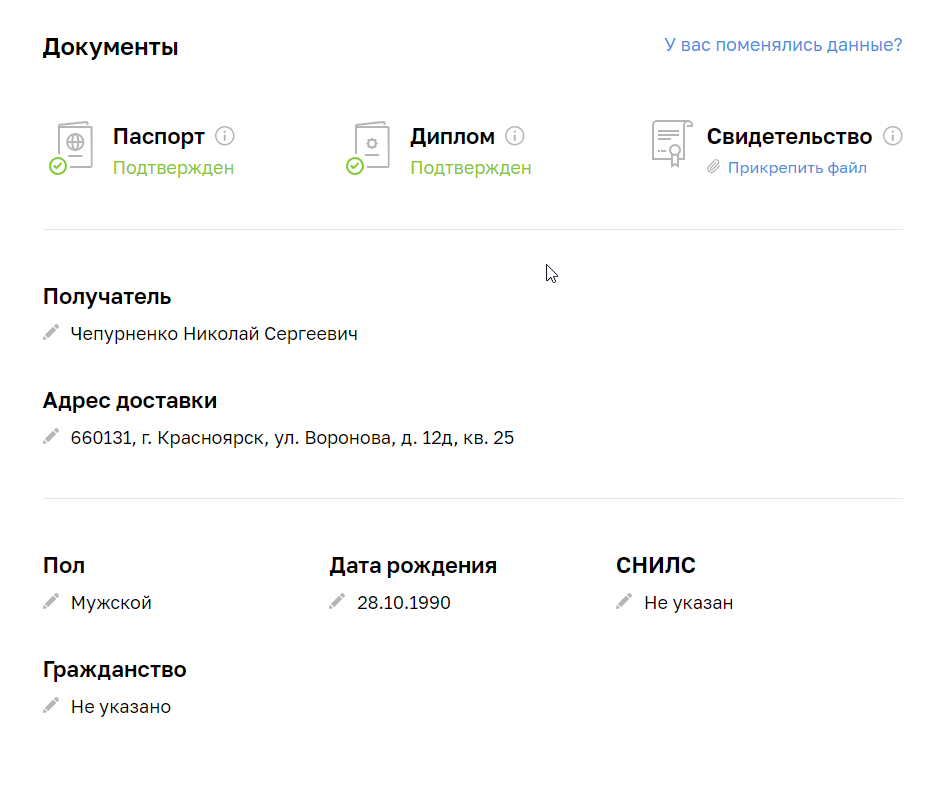 Документы
У вас поменялись данные?
Паспорт
Подтвержден
Диплом
Подтвержден
Свидетельство
Прикрепить файл
Получатель
Чепурненко Николай Сергеевич
Адрес доставки
660131, г. Красноярск, ул. Воронова, д. 12д, кв. 25
Пол
Мужской
Дата рождения
28.10.1990
СНИЛС
Не указан
Гражданство
Не указано